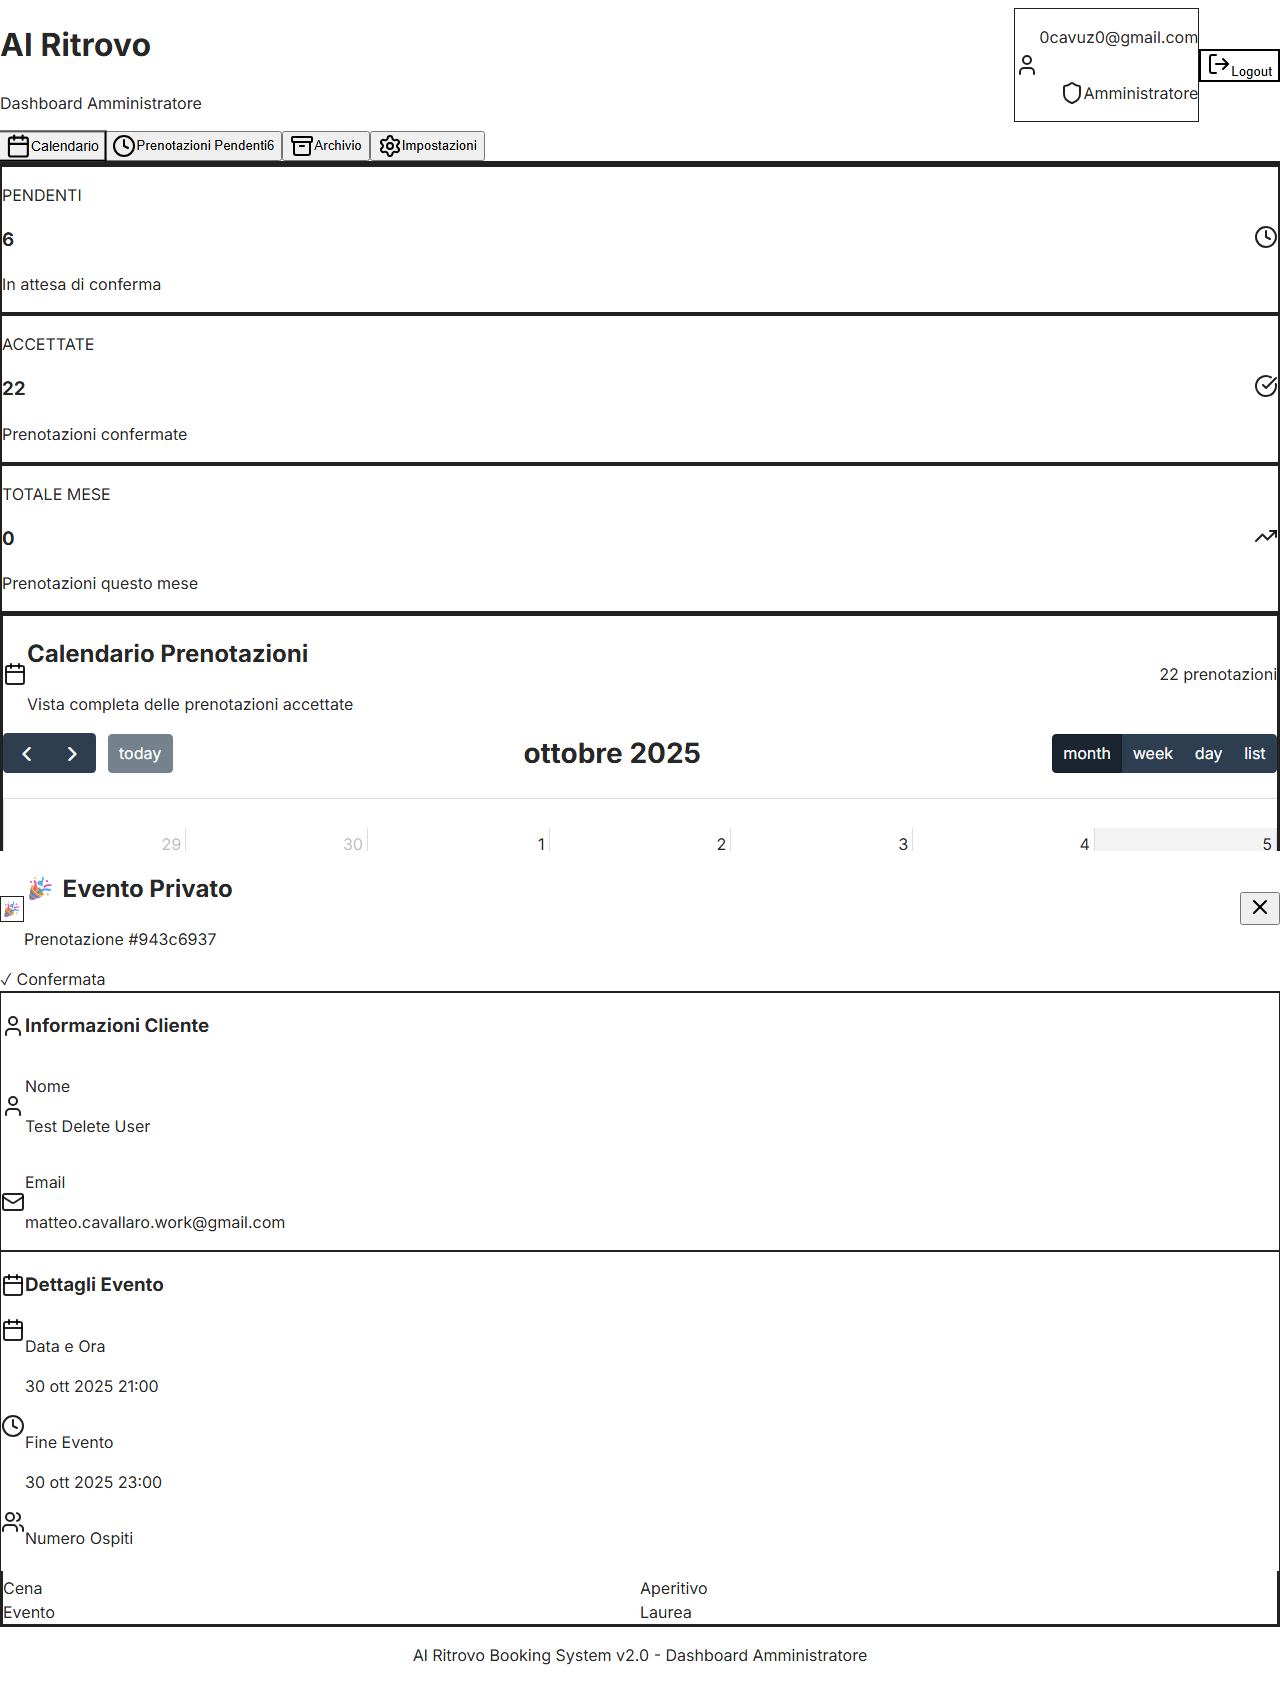 Al Ritrovo
Dashboard Amministratore
0cavuz0@gmail.com
Amministratore
Logout
Calendario
Prenotazioni Pendenti6
Archivio
Impostazioni
PENDENTI
6
In attesa di conferma
ACCETTATE
22
Prenotazioni confermate
TOTALE MESE
0
Prenotazioni questo mese
Calendario Prenotazioni
Vista completa delle prenotazioni accettate
22 prenotazioni
today
ottobre 2025
month week day list
29 30 1 2 3 4 5
🎉 Evento Privato
Prenotazione #943c6937
✓ Confermata
Informazioni Cliente
Nome
Test Delete User
Email
matteo.cavallaro.work@gmail.com
Dettagli Evento
Data e Ora
30 ott 2025 21:00
Fine Evento
30 ott 2025 23:00
Numero Ospiti
Cena Aperitivo
Evento Laurea
Al Ritrovo Booking System v2.0 - Dashboard Amministratore